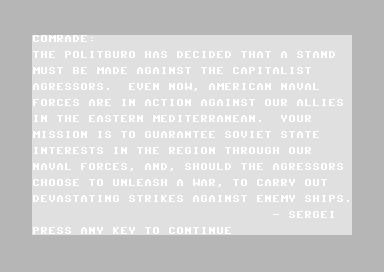 COMRADE:
THE POLITBURO HAS DECIDED THAT A STAND
MUST BE MADE AGAINST THE CAPITALIST
AGRESSORS.  EVEN NOW, AMERICAN NAVAL
FORCES ARE IN ACTION AGAINST OUR ALLIES
IN THE EASTERN MEDITERRANEAN.  YOUR
MISSION IS TO GUARANTEE SOVIET STATE
INTERESTS IN THE REGION THROUGH OUR
NAVAL FORCES, AND, SHOULD THE AGRESSORS
CHOOSE TO UNLEASH A WAR, TO CARRY OUT
DEVASTATING STRIKES AGAINST ENEMY SHIPS.
- SERGEI
PRESS ANY KEY TO CONTINUE